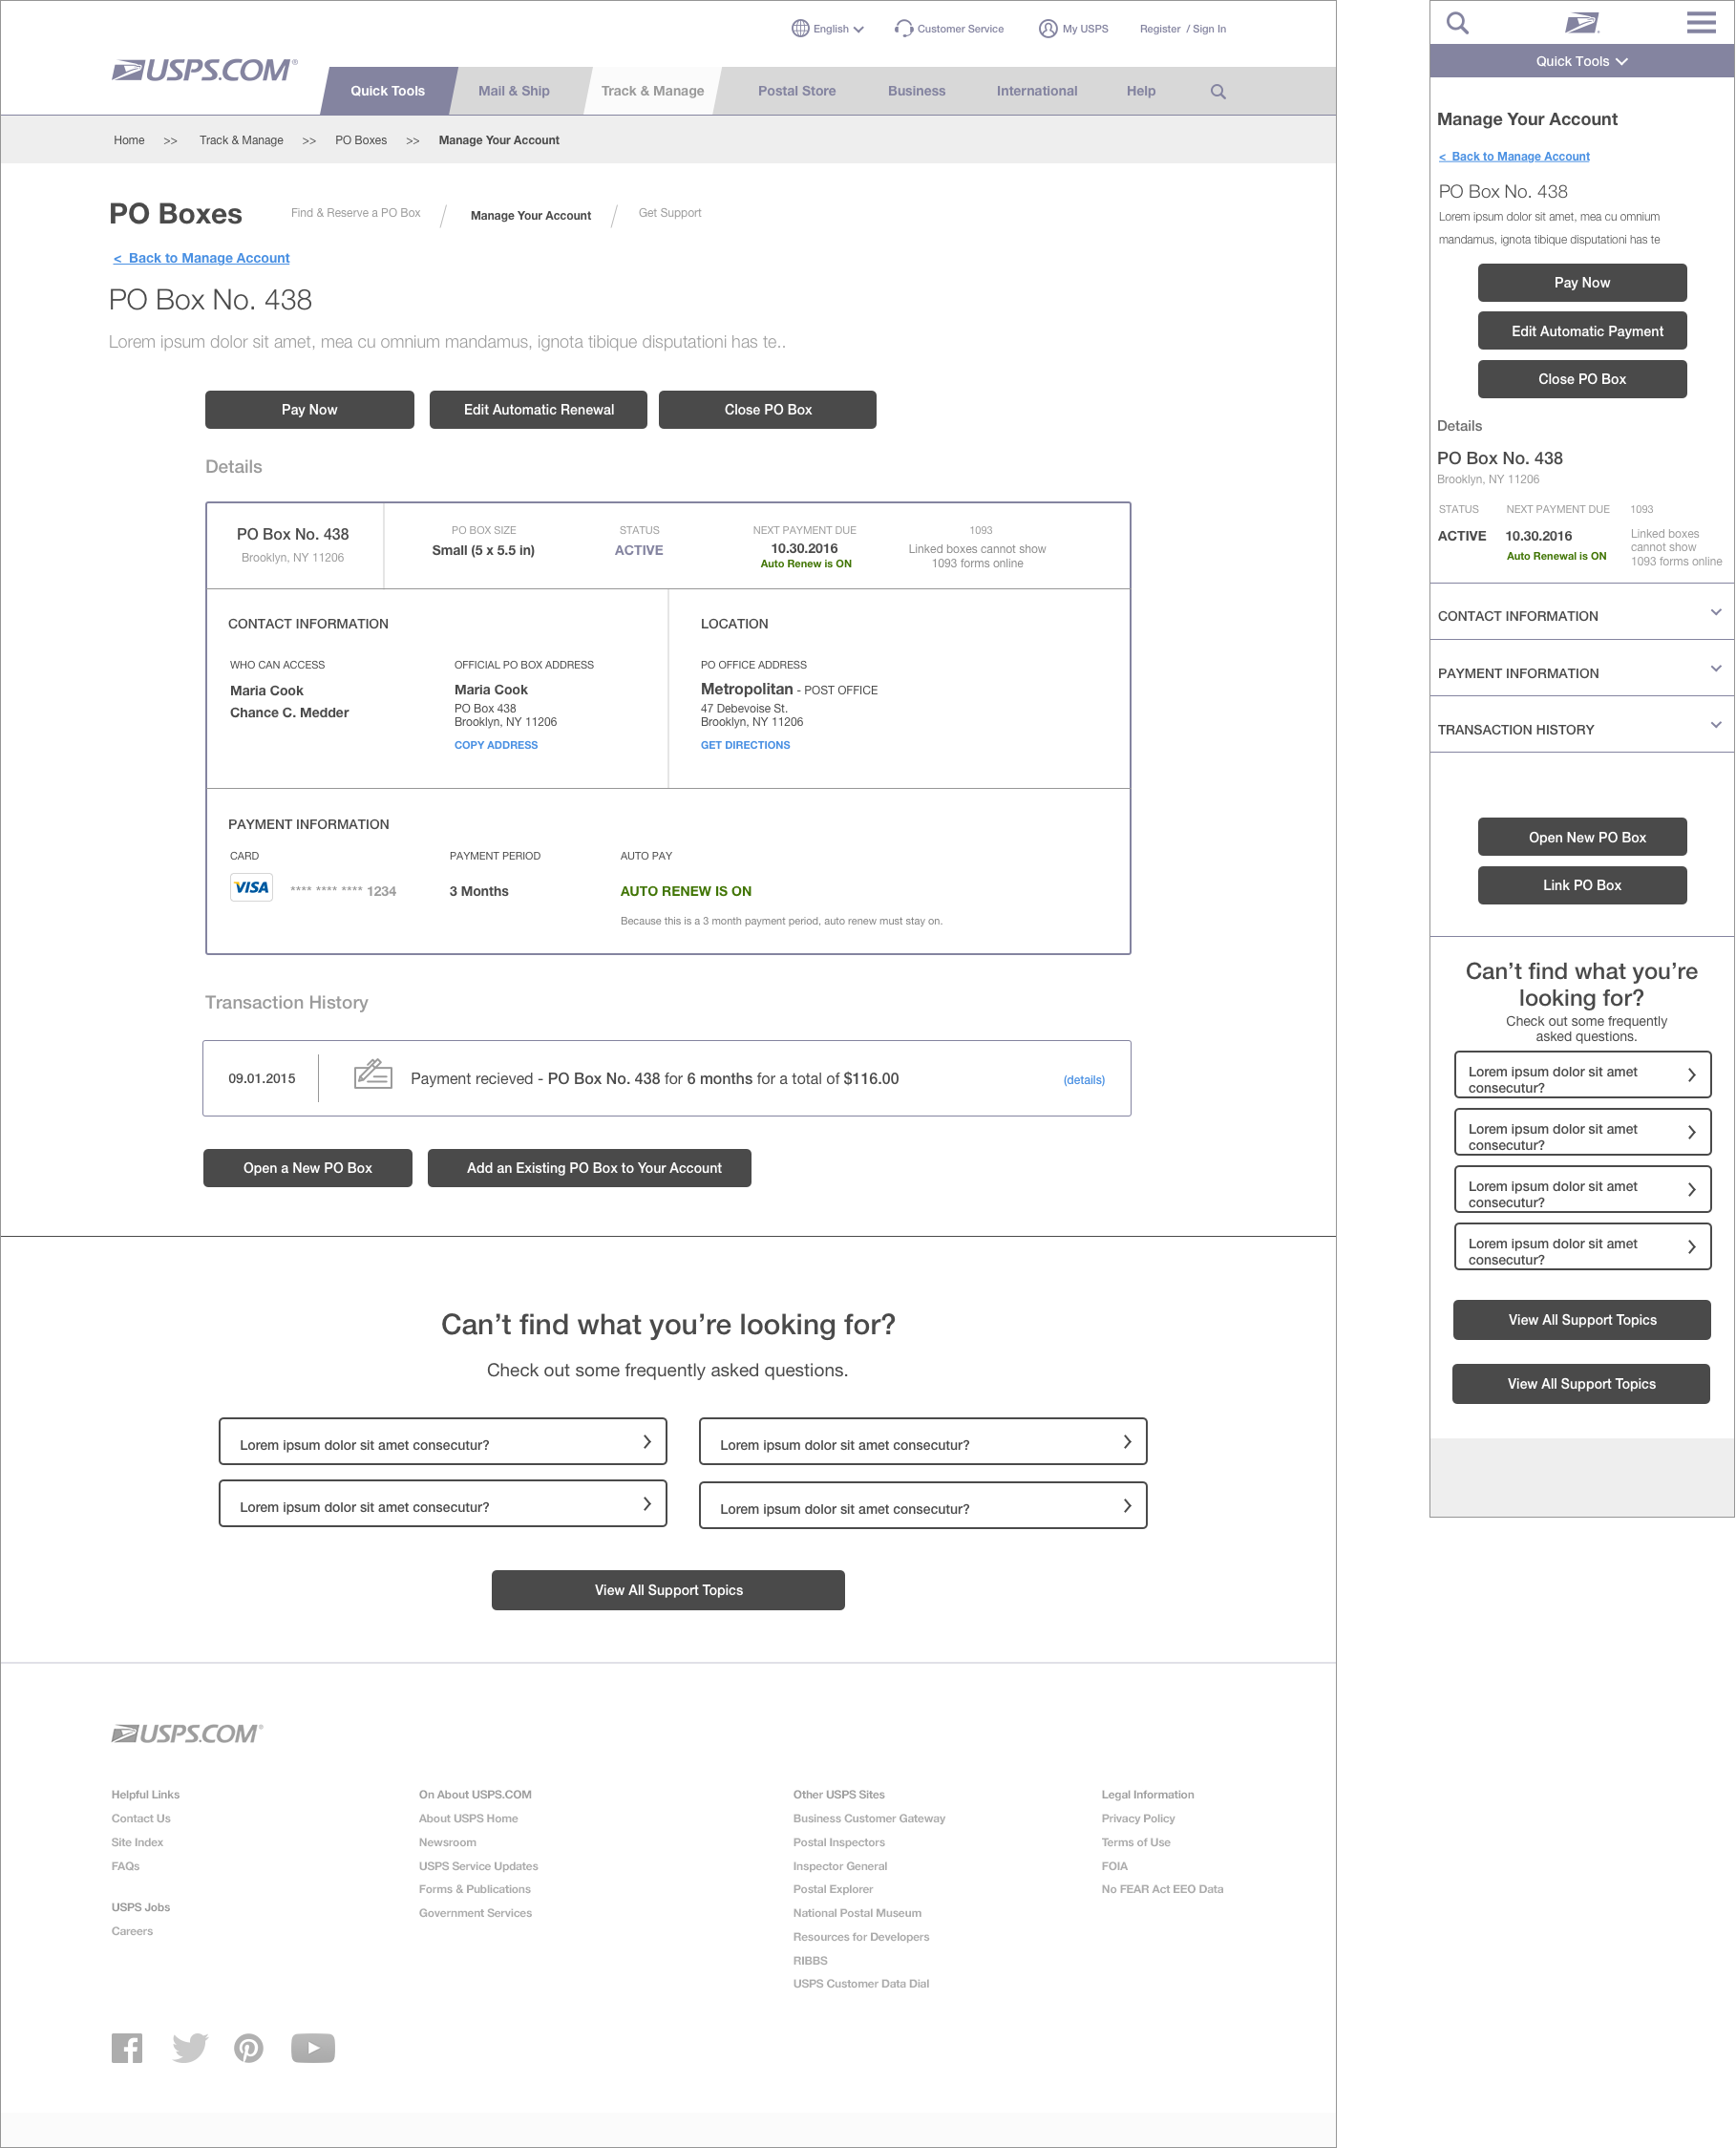 English
Customer Service
My USPS
Register / Sign In
USPS.COM®
Quick Tools
Mail & Ship
Track & Manage
Postal Store
Business
International
Help
Home >> Track & Manage >> PO Boxes >> Manage Your Account
PO Boxes
Find & Reserve a PO Box / Manage Your Account / Get Support
< Back to Manage Account
PO Box No. 438
Lorem ipsum dolor sit amet, mea cu omnium mandamus, ignota tibique disputationi has te..
Pay Now
Edit Automatic Renewal
Close PO Box
Details
PO Box No. 438
Brooklyn, NY 11206
PO BOX SIZE
Small (5 x 5.5 in)
STATUS
ACTIVE
NEXT PAYMENT DUE
10.30.2016
Auto Renew is ON
1093
Linked boxes cannot show
1093 forms online
CONTACT INFORMATION
WHO CAN ACCESS
Maria Cook
Chance C. Medder
OFFICIAL PO BOX ADDRESS
Maria Cook
PO Box 438
Brooklyn, NY 11206
COPY ADDRESS
LOCATION
PO OFFICE ADDRESS
Metropolitan - POST OFFICE
47 Debevoise St.
Brooklyn, NY 11206
GET DIRECTIONS
PAYMENT INFORMATION
CARD
VISA
**** **** **** 1234
PAYMENT PERIOD
3 Months
AUTO PAY
AUTO RENEW IS ON
Because this is a 3 month payment period, auto renew must stay on.
Transaction History
09.01.2015
Payment recieved - PO Box No. 438 for 6 months for a total of $116.00
(details)
Open a New PO Box
Add an Existing PO Box to Your Account
Can’t find what you’re looking for?
Check out some frequently asked questions.
Lorem ipsum dolor sit amet consecutur?
Lorem ipsum dolor sit amet consecutur?
Lorem ipsum dolor sit amet consecutur?
Lorem ipsum dolor sit amet consecutur?
View All Support Topics
USPS.COM®
Helpful Links
Contact Us
Site Index
FAQs
USPS Jobs
Careers
On About USPS.COM
About USPS Home
Newsroom
USPS Service Updates
Forms & Publications
Government Services
Other USPS Sites
Business Customer Gateway
Postal Inspectors
Inspector General
Postal Explorer
National Postal Museum
Resources for Developers
RIBBS
USPS Customer Data Dial
Legal Information
Privacy Policy
Terms of Use
FOIA
No FEAR Act EEO Data
Quick Tools
Manage Your Account
< Back to Manage Account
PO Box No. 438
Lorem ipsum dolor sit amet, mea cu omnium
mandamus, ignota tibique disputationi has te
Pay Now
Edit Automatic Payment
Close PO Box
Details
PO Box No. 438
Brooklyn, NY 11206
STATUS
ACTIVE
NEXT PAYMENT DUE
10.30.2016
Auto Renewal is ON
1093
Linked boxes
cannot show
1093 forms online
CONTACT INFORMATION
PAYMENT INFORMATION
TRANSACTION HISTORY
Open New PO Box
Link PO Box
Can’t find what you’re
looking for?
Check out some frequently
asked questions.
Lorem ipsum dolor sit amet
consecutur?
Lorem ipsum dolor sit amet
consecutur?
Lorem ipsum dolor sit amet
consecutur?
Lorem ipsum dolor sit amet
consecutur?
View All Support Topics
View All Support Topics